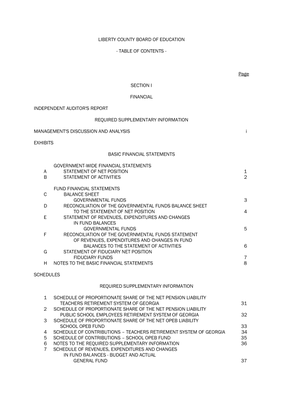 LIBERTY COUNTY BOARD OF EDUCATION
- TABLE OF CONTENTS -
Page
SECTION I
FINANCIAL
INDEPENDENT AUDITOR'S REPORT
REQUIRED SUPPLEMENTARY INFORMATION
MANAGEMENT'S DISCUSSION AND ANALYSIS i
EXHIBITS
BASIC FINANCIAL STATEMENTS
GOVERNMENT-WIDE FINANCIAL STATEMENTS
A STATEMENT OF NET POSITION 1
B STATEMENT OF ACTIVITIES 2
FUND FINANCIAL STATEMENTS
C BALANCE SHEET
GOVERNMENTAL FUNDS 3
D RECONCILIATION OF THE GOVERNMENTAL FUNDS BALANCE SHEET
TO THE STATEMENT OF NET POSITION 4
E STATEMENT OF REVENUES, EXPENDITURES AND CHANGES
IN FUND BALANCES
GOVERNMENTAL FUNDS 5
F RECONCILIATION OF THE GOVERNMENTAL FUNDS STATEMENT
OF REVENUES, EXPENDITURES AND CHANGES IN FUND
BALANCES TO THE STATEMENT OF ACTIVITIES 6
G STATEMENT OF FIDUCIARY NET POSITION
FIDUCIARY FUNDS 7
H NOTES TO THE BASIC FINANCIAL STATEMENTS 8
SCHEDULES
REQUIRED SUPPLEMENTARY INFORMATION
1 SCHEDULE OF PROPORTIONATE SHARE OF THE NET PENSION LIABILITY
TEACHERS RETIREMENT SYSTEM OF GEORGIA 31
2 SCHEDULE OF PROPORTIONATE SHARE OF THE NET PENSION LIABILITY
PUBLIC SCHOOL EMPLOYEES RETIREMENT SYSTEM OF GEORGIA 32
3 SCHEDULE OF PROPORTIONATE SHARE OF THE NET OPEB LIABILITY
SCHOOL OPEB FUND 33
4 SCHEDULE OF CONTRIBUTIONS – TEACHERS RETIREMENT SYSTEM OF GEORGIA 34
5 SCHEDULE OF CONTRIBUTIONS – SCHOOL OPEB FUND 35
6 NOTES TO THE REQUIRED SUPPLEMENTARY INFORMATION 36
7 SCHEDULE OF REVENUES, EXPENDITURES AND CHANGES
IN FUND BALANCES - BUDGET AND ACTUAL
GENERAL FUND 37